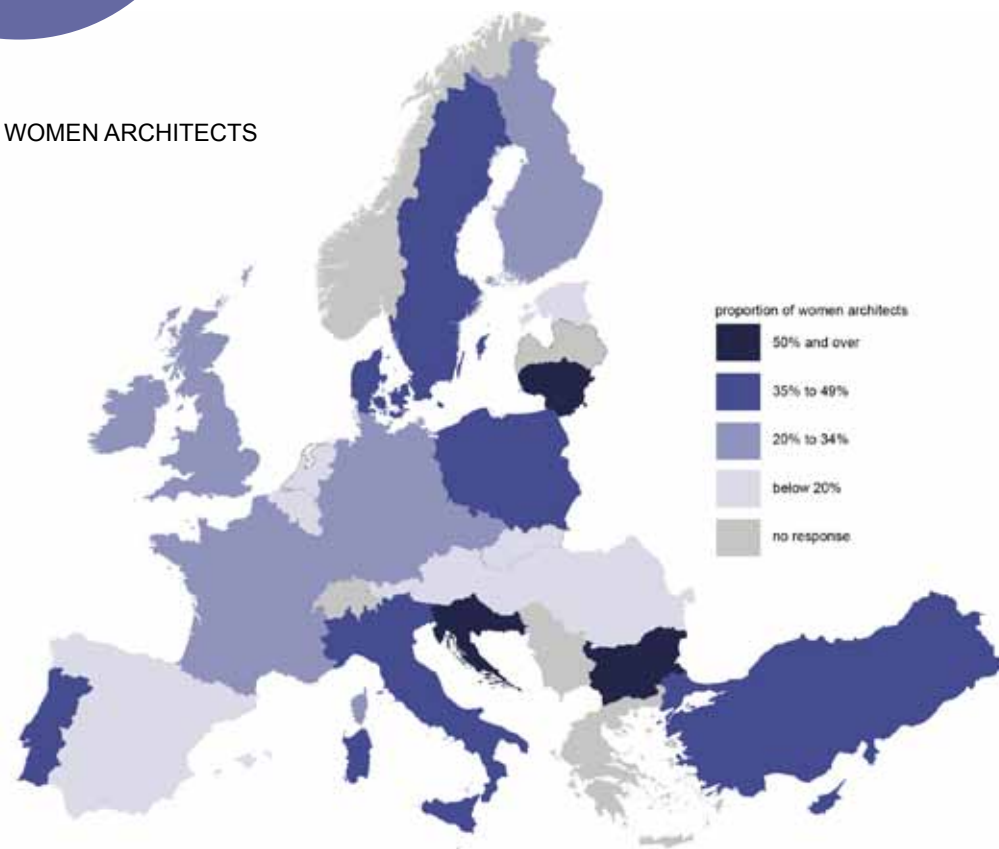 WOMEN ARCHITECTS
proportion of women architects
50% and over
35% to 49%
20% to 34%
below 20%
no response